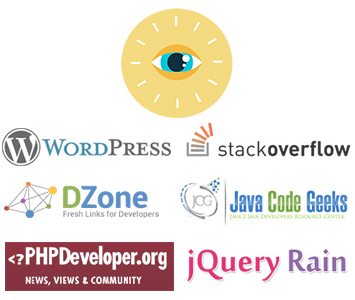 W WORDPRESS
stackoverflow
DZone
Fresh Links for Developers
JCG
Java Code Geeks
JAVA 2 JAVA DEVELOPERS RESOURCE CENTER
<?PHPDeveloper.org
NEWS, VIEWS & COMMUNITY
jQuery Rain